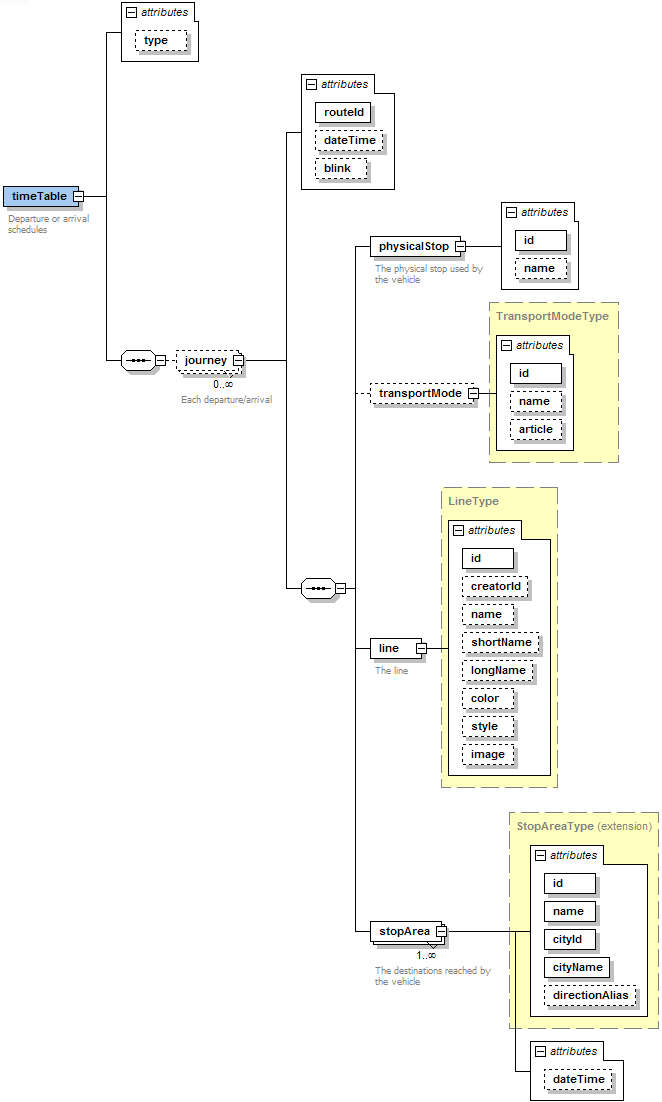 attributes
type
timeTable
Departure or arrival
schedules
attributes
routeId
dateTime
blink
journey
0..∞
Each departure/arrival
physicalStop
The physical stop used by
the vehicle
attributes
id
name
TransportModeType
attributes
id
name
article
transportMode
LineType
attributes
id
creatorId
name
shortName
longName
color
style
image
line
The line
StopAreaType (extension)
attributes
id
name
cityId
cityName
directionAlias
stopArea
1..∞
The destinations reached by
the vehicle
attributes
dateTime